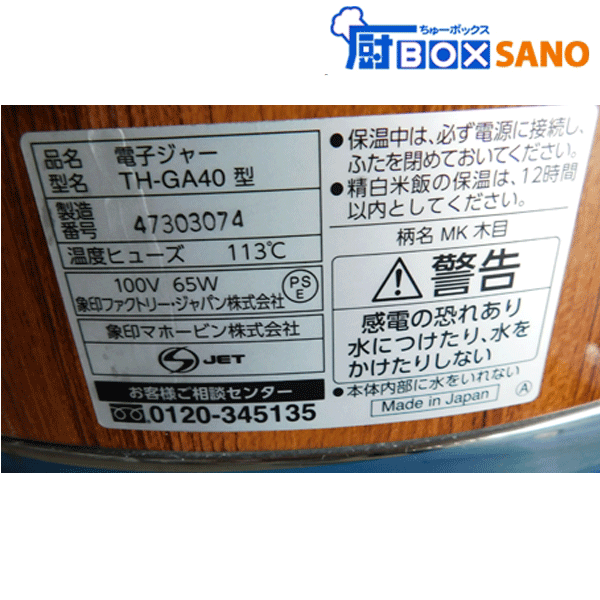 ちゅーボックス
厨BOX SANO
品名 電子ジャー
型名 TH-GA40 型
製造番号 47303074
温度ヒューズ 113℃
100V 65W
象印ファクトリー・ジャパン株式会社
PS
E
象印マホービン株式会社
S JET
お客様ご相談センター
0120-345135
●保温中は、必ず電源に接続し、
ふたを閉めておいてください。
●精白米飯の保温は、12時間
以内としてください。
柄名 MK 木目
警告
感電の恐れあり
水につけたり、水を
かけたりしない
●本体内部に水をいれない
Made in Japan
A